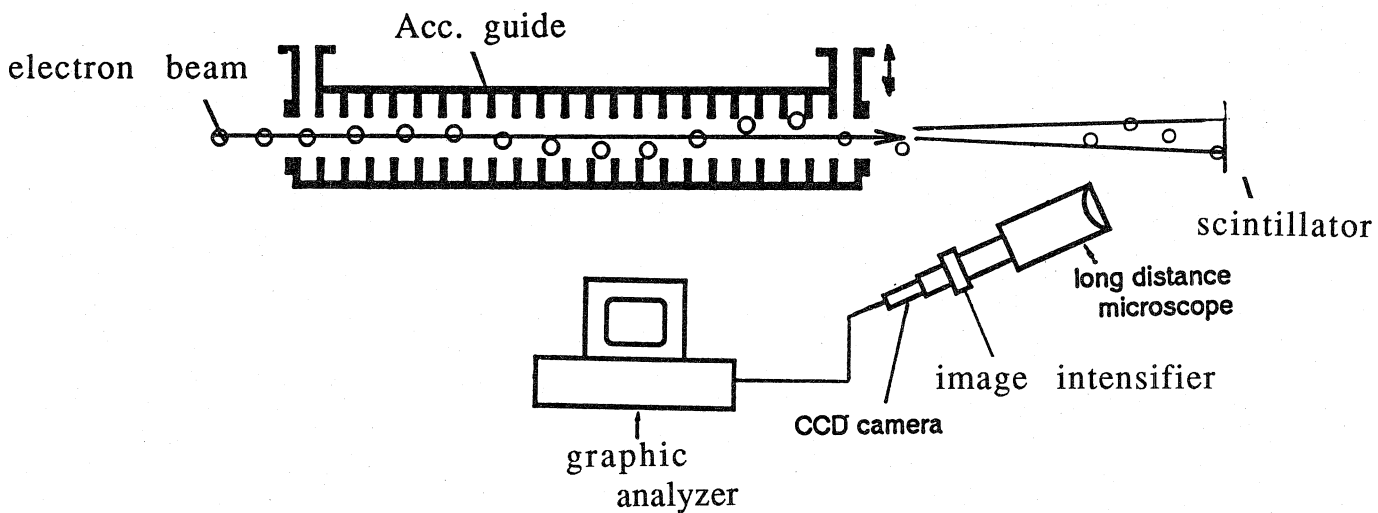 Acc. guide
electron beam
scintillator
long distance
microscope
image intensifier
CCD camera
graphic
analyzer